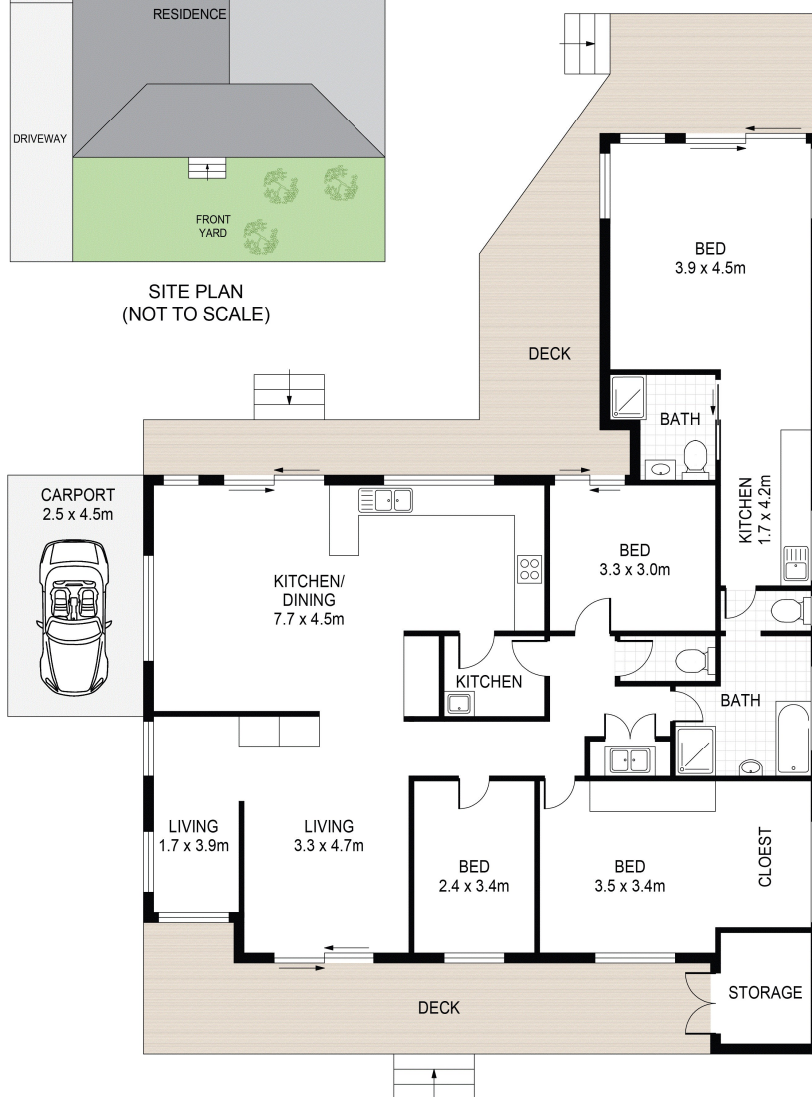 RESIDENCE
DRIVEWAY
FRONT
YARD
SITE PLAN
(NOT TO SCALE)
BED
3.9 x 4.5m
DECK
BATH
KITCHEN
1.7 x 4.2m
CARPORT
2.5 x 4.5m
KITCHEN/
DINING
7.7 x 4.5m
BED
3.3 x 3.0m
KITCHEN
BATH
LIVING
1.7 x 3.9m
LIVING
3.3 x 4.7m
BED
2.4 x 3.4m
BED
3.5 x 3.4m
CLOEST
STORAGE
DECK